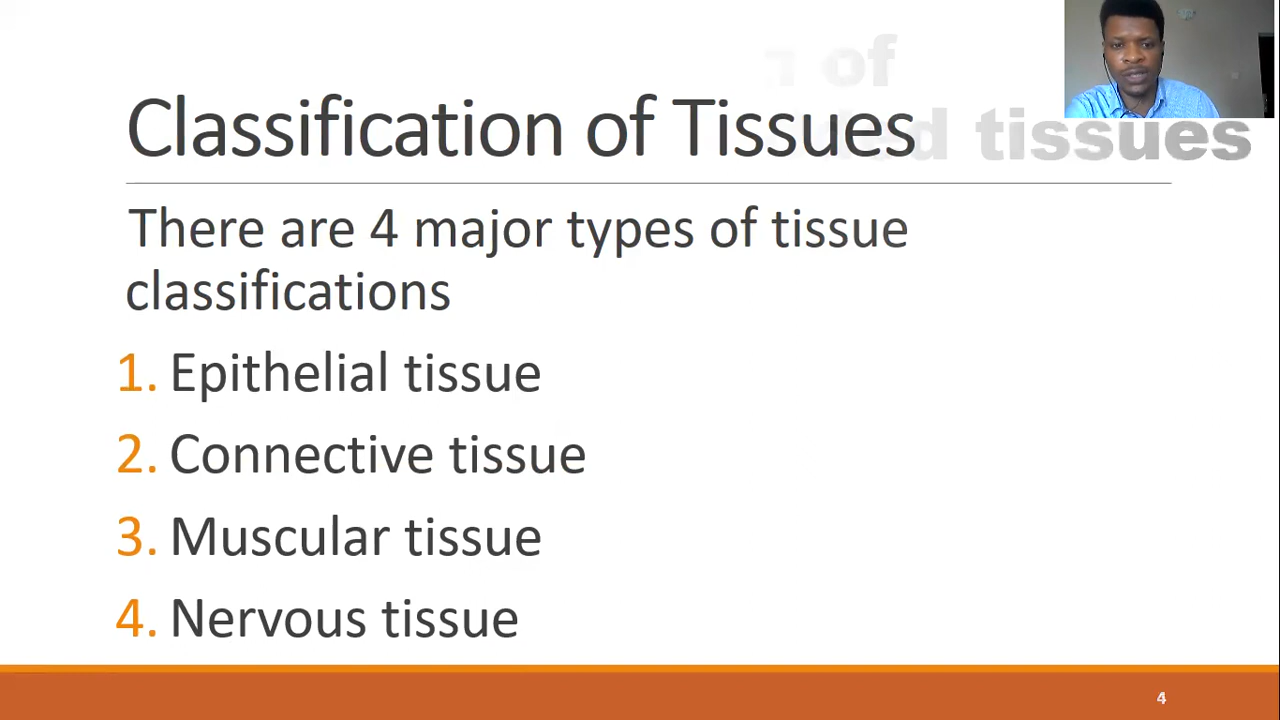 of
Classification of Tissues
tissues
There are 4 major types of tissue
classifications
1. Epithelial tissue
2. Connective tissue
3. Muscular tissue
4. Nervous tissue
4